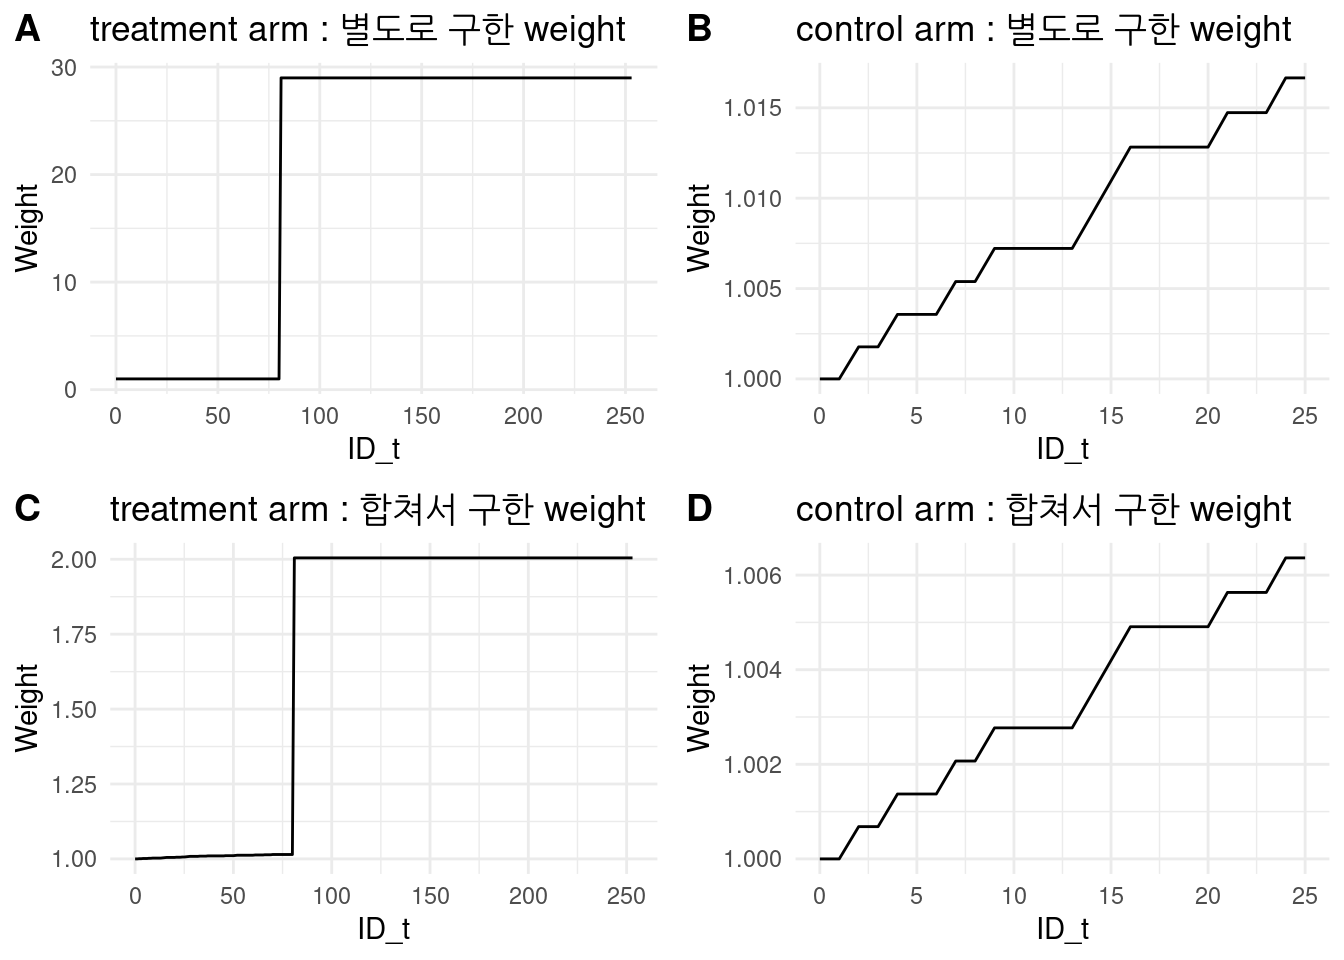 A treatment arm : 별도로 구한 weight
Weight
30
20
10
0
0 50 100 150 200 250
ID_t
B control arm : 별도로 구한 weight
Weight
1.015
1.010
1.005
1.000
0 5 10 15 20 25
ID_t
C treatment arm : 합쳐서 구한 weight
Weight
2.00
1.75
1.50
1.25
1.00
0 50 100 150 200 250
ID_t
D control arm : 합쳐서 구한 weight
Weight
1.006
1.004
1.002
1.000
0 5 10 15 20 25
ID_t